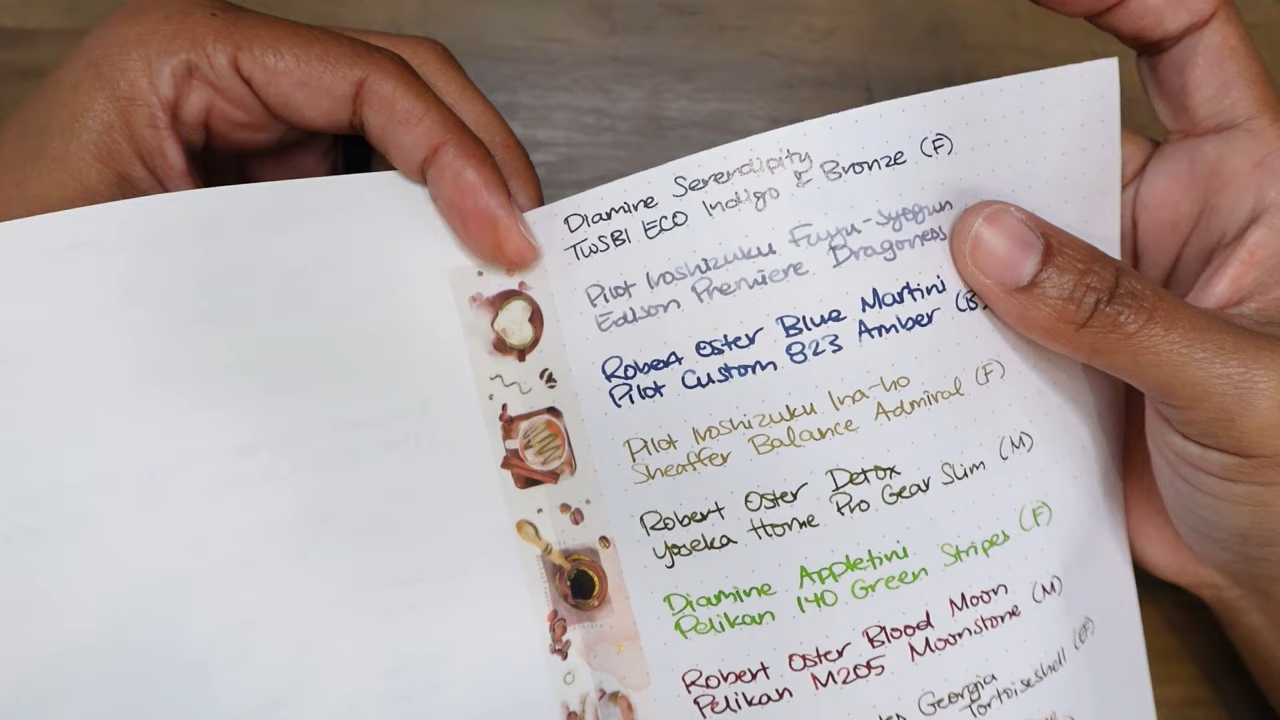 Diamine Serendipity
TWSBI ECO Indigo & Bronze (F)
Pilot Iroshizuku Fuyu-syogun
Edison Premiere Dragoness
Robert Oster Blue Martini
Pilot Custom 823 Amber (B)
Pilot Iroshizuku Ina-ho
Sheaffer Balance Admiral (F)
Robert Oster Detox
Yoseka Home Pro Gear Slim (M)
Diamine Appletini
Pelikan 140 Green Stripes (F)
Robert Oster Blood Moon
Pelikan M205 Moonstone (M)
Georgia
Tortoiseshell (EF)